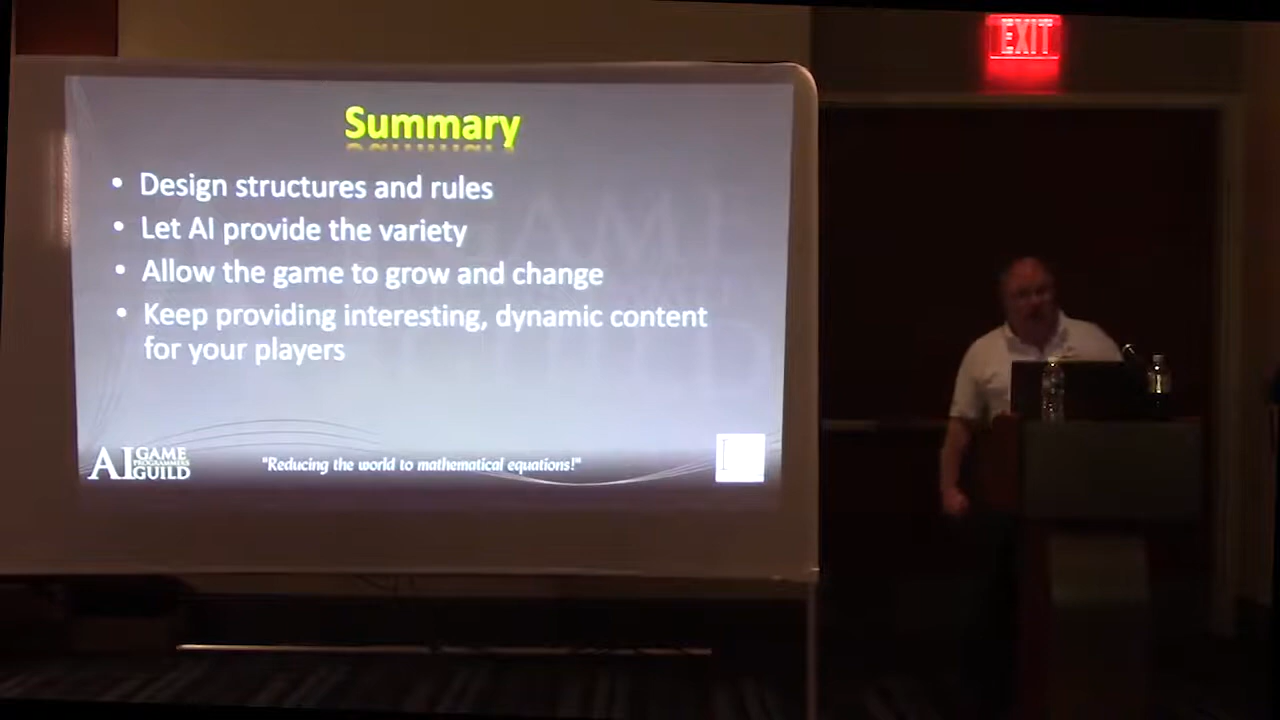 EXIT
Summary
• Design structures and rules
• Let AI provide the variety
• Allow the game to grow and change
• Keep providing interesting, dynamic content
for your players
AI GAME
PROGRAMMERS
GUILD
"Reducing the world to mathematical equations!"